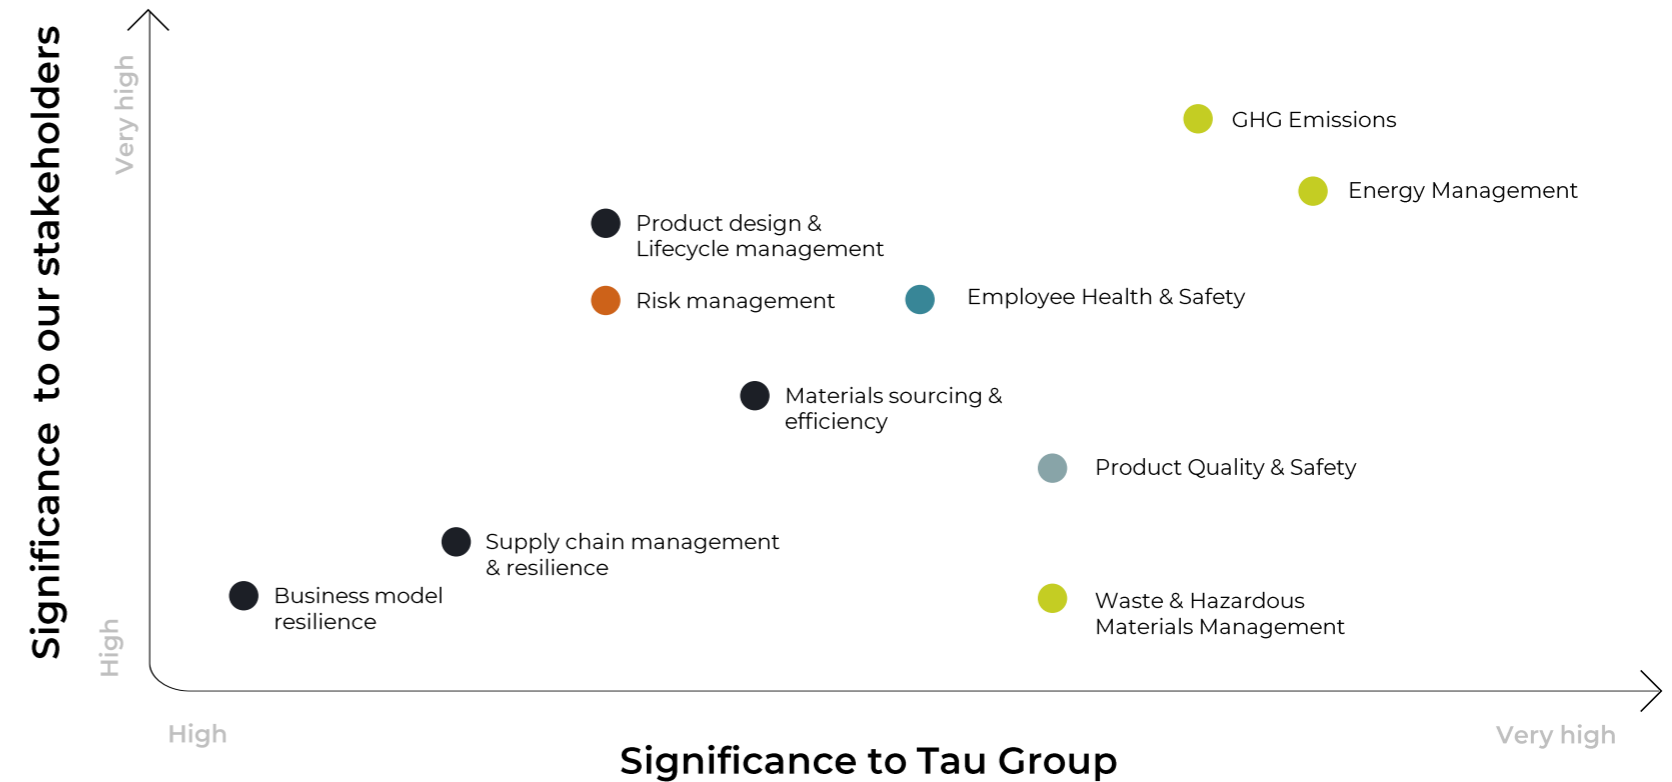 Significance to our stakeholders
Very high
High
GHG Emissions
Energy Management
Product design &
Lifecycle management
Risk management
Employee Health & Safety
Materials sourcing &
efficiency
Product Quality & Safety
Supply chain management
& resilience
Business model
resilience
Waste & Hazardous
Materials Management
High
Very high
Significance to Tau Group